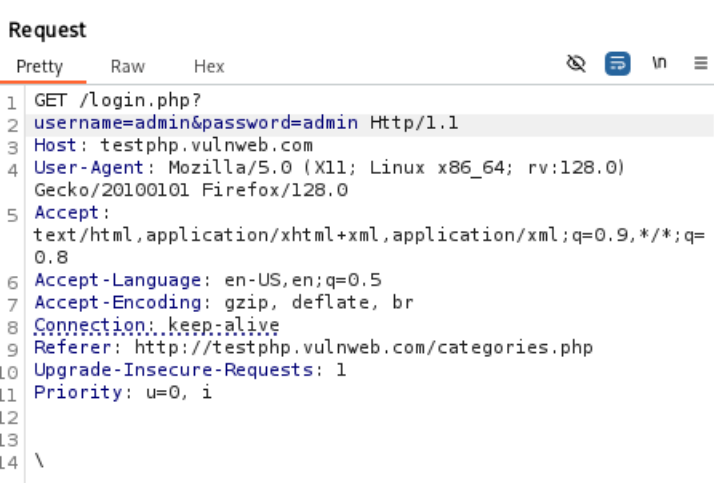 Request
Pretty Raw Hex \n
1 GET /login.php?
2 username=admin&password=admin Http/1.1
3 Host: testphp.vulnweb.com
4 User-Agent: Mozilla/5.0 (X11; Linux x86_64; rv:128.0)
Gecko/20100101 Firefox/128.0
5 Accept:
text/html,application/xhtml+xml,application/xml;q=0.9,*/*;q=
0.8
6 Accept-Language: en-US,en;q=0.5
7 Accept-Encoding: gzip, deflate, br
8 Connection: keep-alive
9 Referer: http://testphp.vulnweb.com/categories.php
10 Upgrade-Insecure-Requests: 1
11 Priority: u=0, i
12
13
14 \